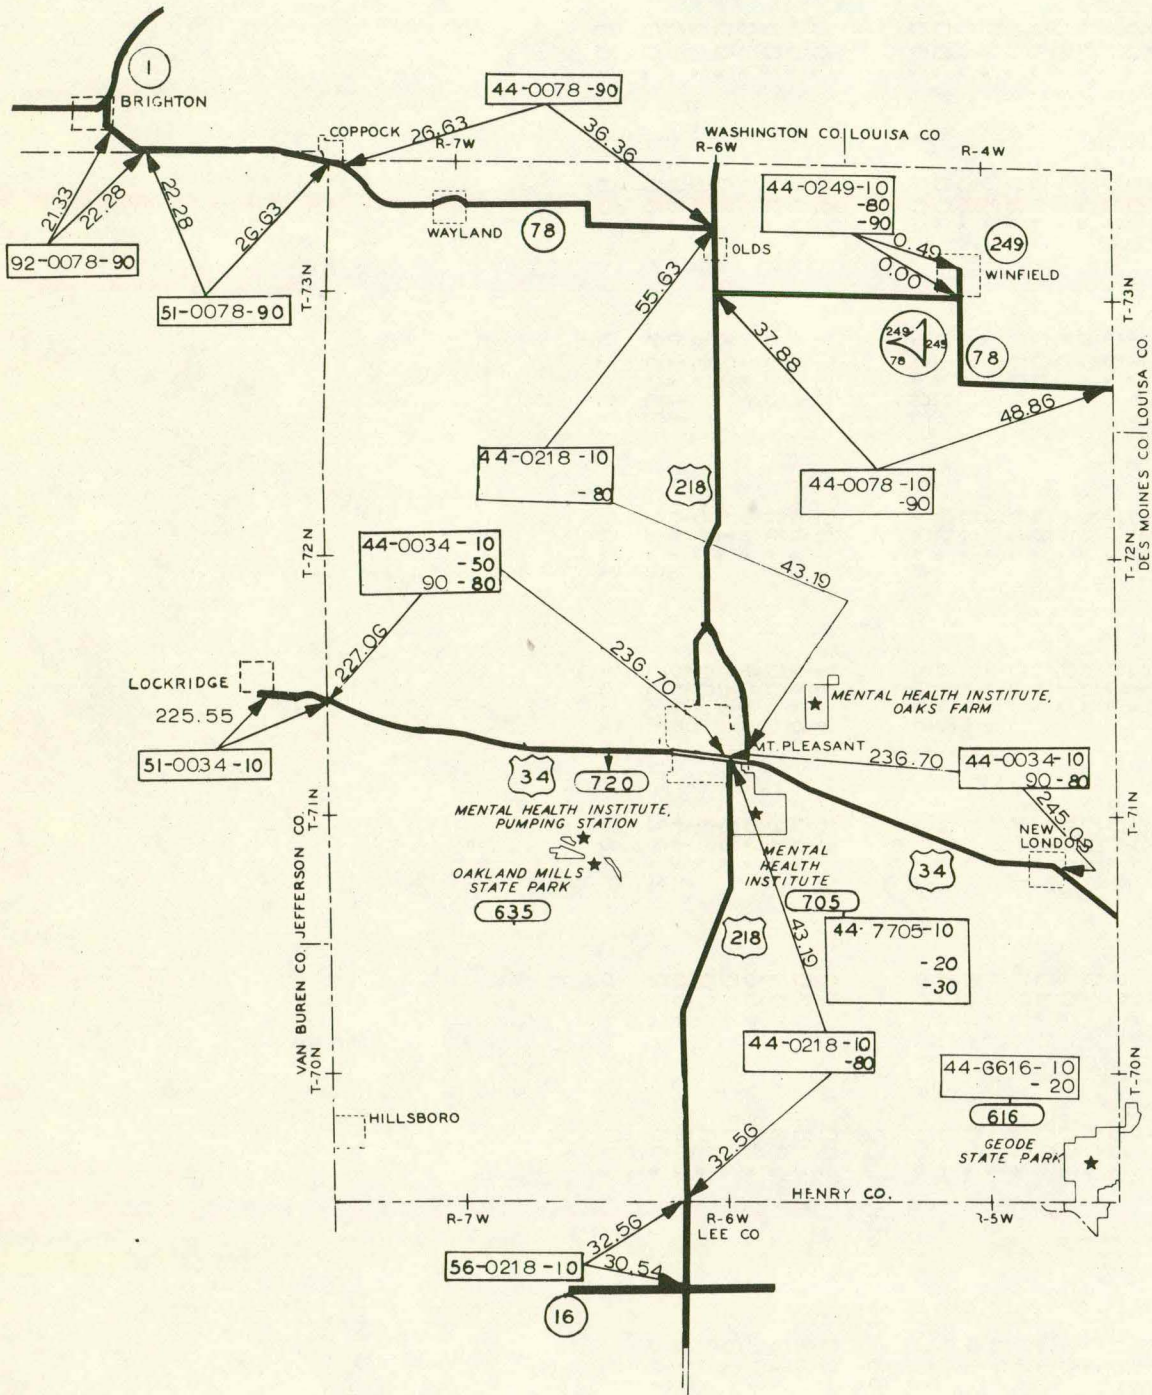 1
BRIGHTON
44-0078-90
COPPOCK
26.63
R-7W
36.36
WASHINGTON CO.
LOUISA CO
R-6W
R-4W
21.33
22.28
22.28
26.63
92-0078-90
51-0078-90
WAYLAND
78
44-0249-10
-80
-90
0.49
0.00
249
WINFIELD
OLDS
T-73N
T-73N
55.63
37.88
249
245
78
78
48.86
DES MOINES CO.
LOUISA CO.
44-0218-10
-80
218
44-0078-10
-90
44-0034-10
-50
90-80
T-72N
T-72N
43.19
227.06
236.70
LOCKRIDGE
225.55
51-0034-10
MENTAL HEALTH INSTITUTE,
OAKS FARM
MT. PLEASANT
236.70
44-0034-10
90-80
245.05
34
720
MENTAL HEALTH INSTITUTE,
PUMPING STATION
T-71N
T-71N
NEW
LONDON
OAKLAND MILLS
STATE PARK
635
MENTAL
HEALTH
INSTITUTE
34
705
44-7705-10
-20
-30
218
43.19
VAN BUREN CO.
JEFFERSON CO.
44-0218-10
-80
T-70N
T-70N
44-G616-10
-20
616
GEODE
STATE PARK
HILLSBORO
32.56
HENRY CO.
R-7W
R-6W
LEE CO
R-5W
32.56
56-0218-10
30.54
16